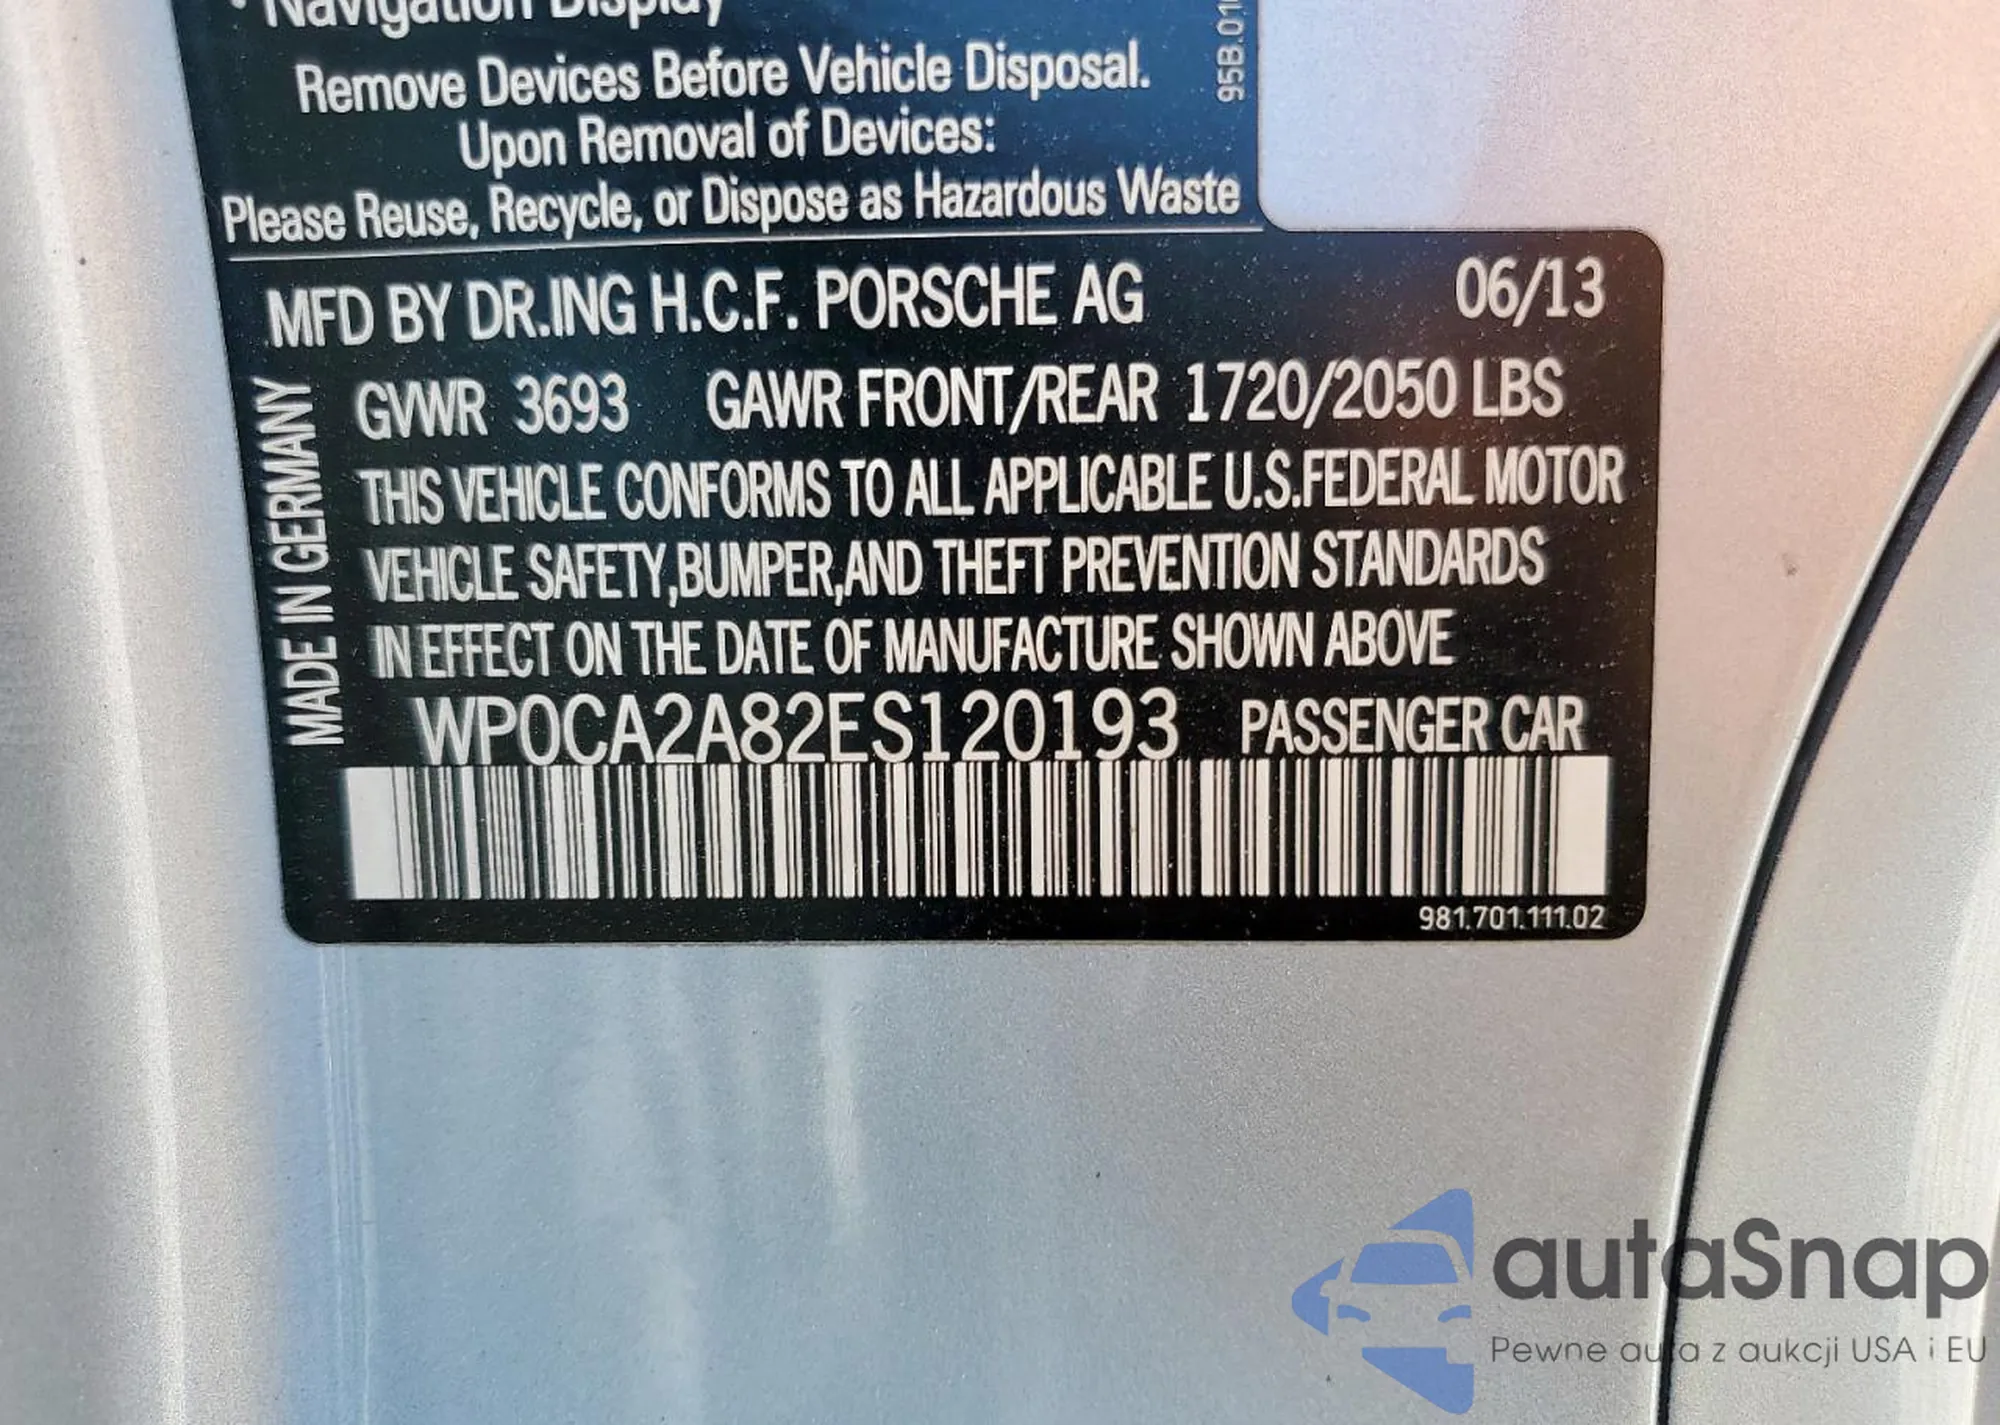 • Navigation Display
Remove Devices Before Vehicle Disposal.
Upon Removal of Devices:
Please Reuse, Recycle, or Dispose as Hazardous Waste
MFD BY DR.ING H.C.F. PORSCHE AG 06/13
GVWR 3693 GAWR FRONT/REAR 1720/2050 LBS
THIS VEHICLE CONFORMS TO ALL APPLICABLE U.S.FEDERAL MOTOR
VEHICLE SAFETY,BUMPER,AND THEFT PREVENTION STANDARDS
IN EFFECT ON THE DATE OF MANUFACTURE SHOWN ABOVE
WP0CA2A82ES120193 PASSENGER CAR
981.701.111.02
MADE IN GERMANY
autaSnap
Pewne auta z aukcji USA i EU